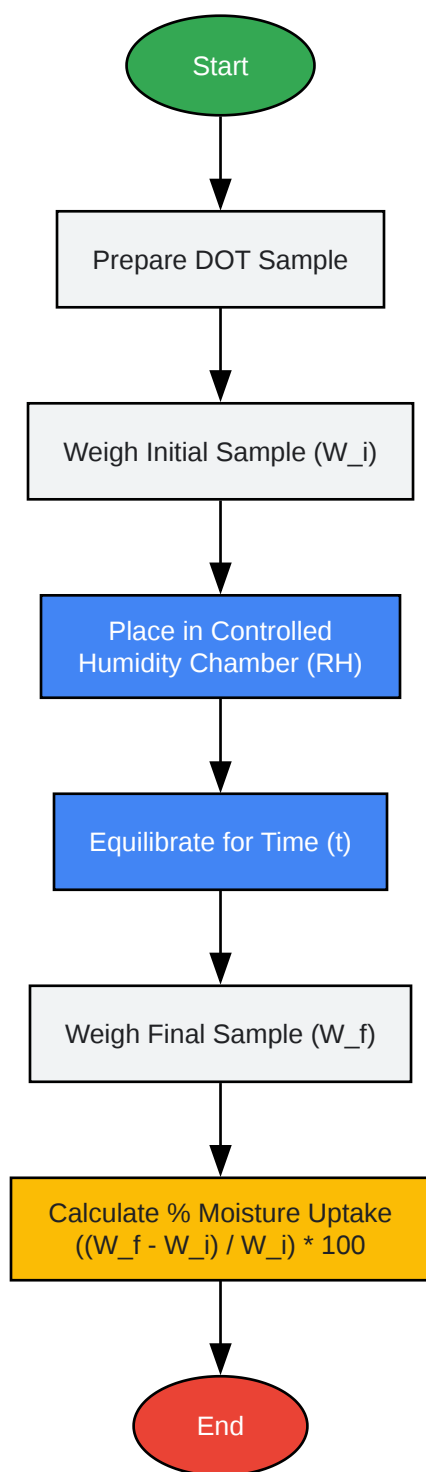 Start
Prepare DOT Sample
Weigh Initial Sample (W_i)
Place in Controlled
Humidity Chamber (RH)
Equilibrate for Time (t)
Weigh Final Sample (W_f)
Calculate % Moisture Uptake
((W_f - W_i) / W_i) * 100
End